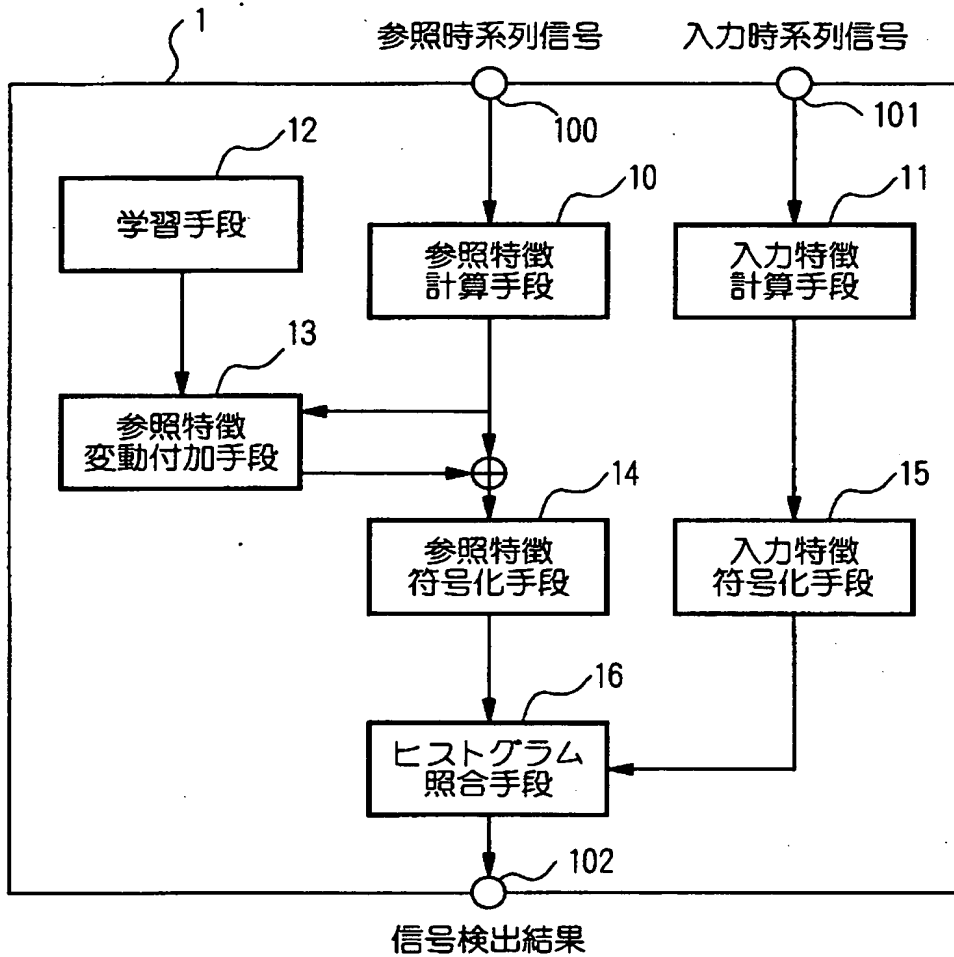 1
参照時系列信号
入力時系列信号
100
101
12
学習手段
10
参照特徴
計算手段
11
入力特徴
計算手段
13
参照特徴
変動付加手段
14
参照特徴
符号化手段
15
入力特徴
符号化手段
16
ヒストグラム
照合手段
102
信号検出結果